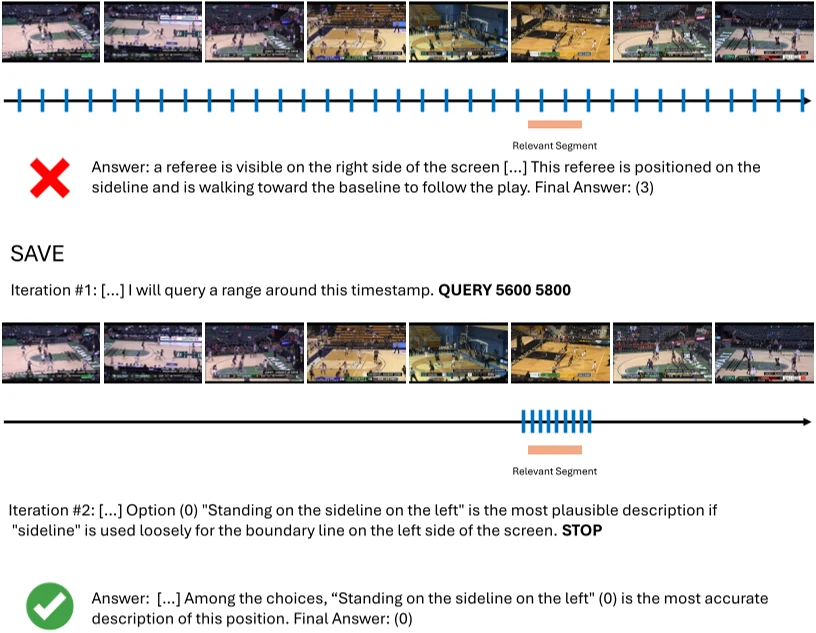 Relevant Segment
Answer: a referee is visible on the right side of the screen [...] This referee is positioned on the
sideline and is walking toward the baseline to follow the play. Final Answer: (3)
SAVE
Iteration #1: [...] I will query a range around this timestamp. QUERY 5600 5800
Relevant Segment
Iteration #2: [...] Option (0) "Standing on the sideline on the left" is the most plausible description if
"sideline" is used loosely for the boundary line on the left side of the screen. STOP
Answer: [...] Among the choices, “Standing on the sideline on the left" (0) is the most accurate
description of this position. Final Answer: (0)